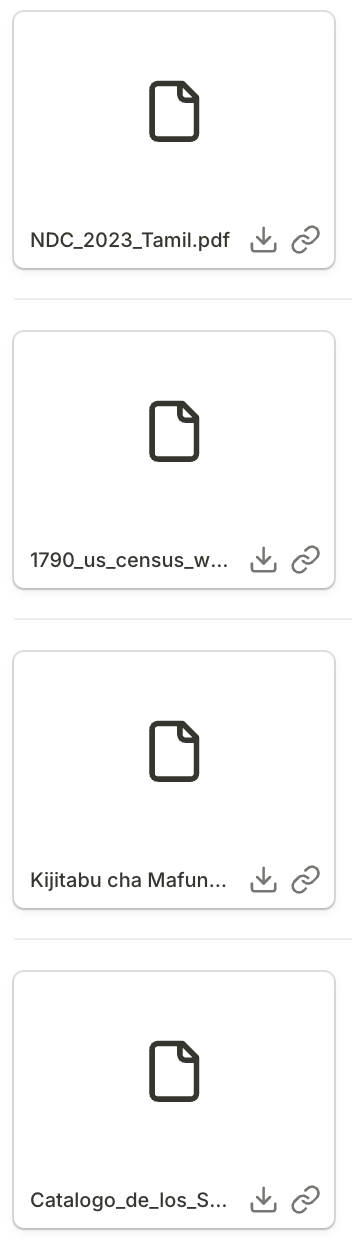 NDC_2023_Tamil.pdf
1790_us_census_w...
Kijitabu cha Mafun...
Catalogo_de_los_S...